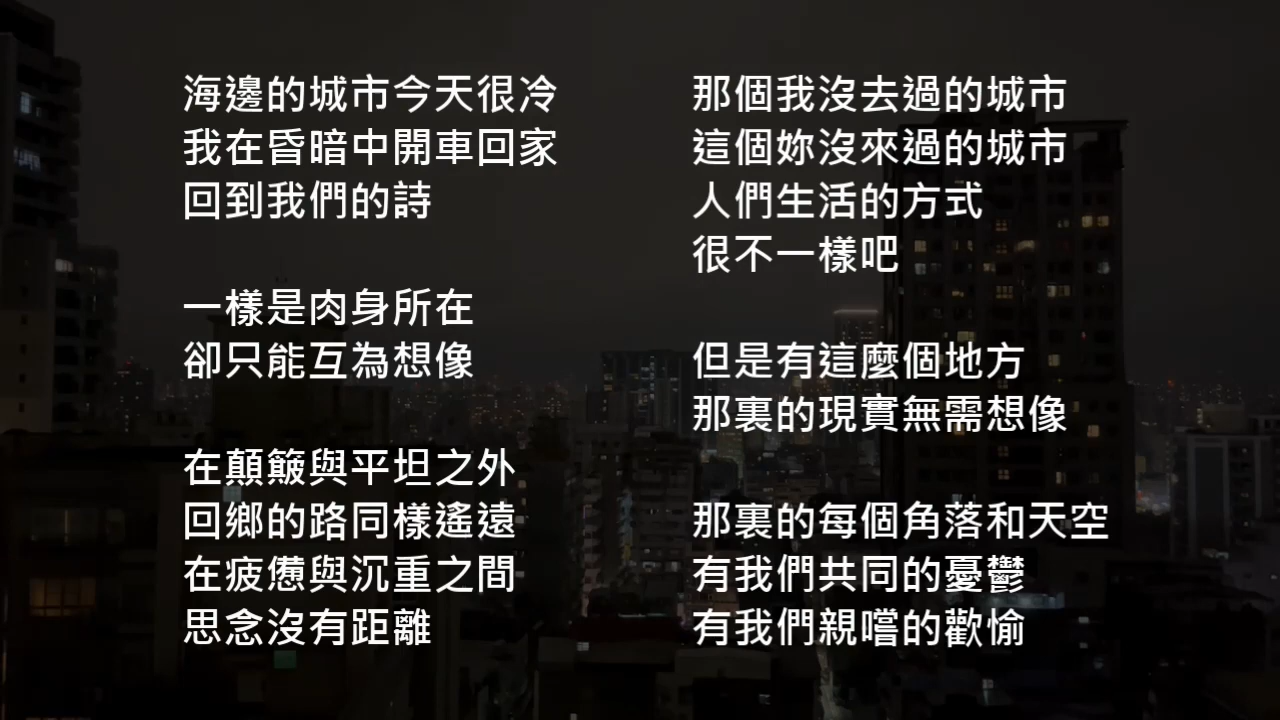 海邊的城市今天很冷
我在昏暗中開車回家
回到我們的詩
一樣是肉身所在
卻只能互為想像
在顛簸與平坦之外
回鄉的路同樣遙遠
在疲憊與沉重之間
思念沒有距離
那個我沒去過的城市
這個妳沒來過的城市
人們生活的方式
很不一樣吧
但是有這麼個地方
那裏的現實無需想像
那裏的每個角落和天空
有我們共同的憂鬱
有我們親嚐的歡愉